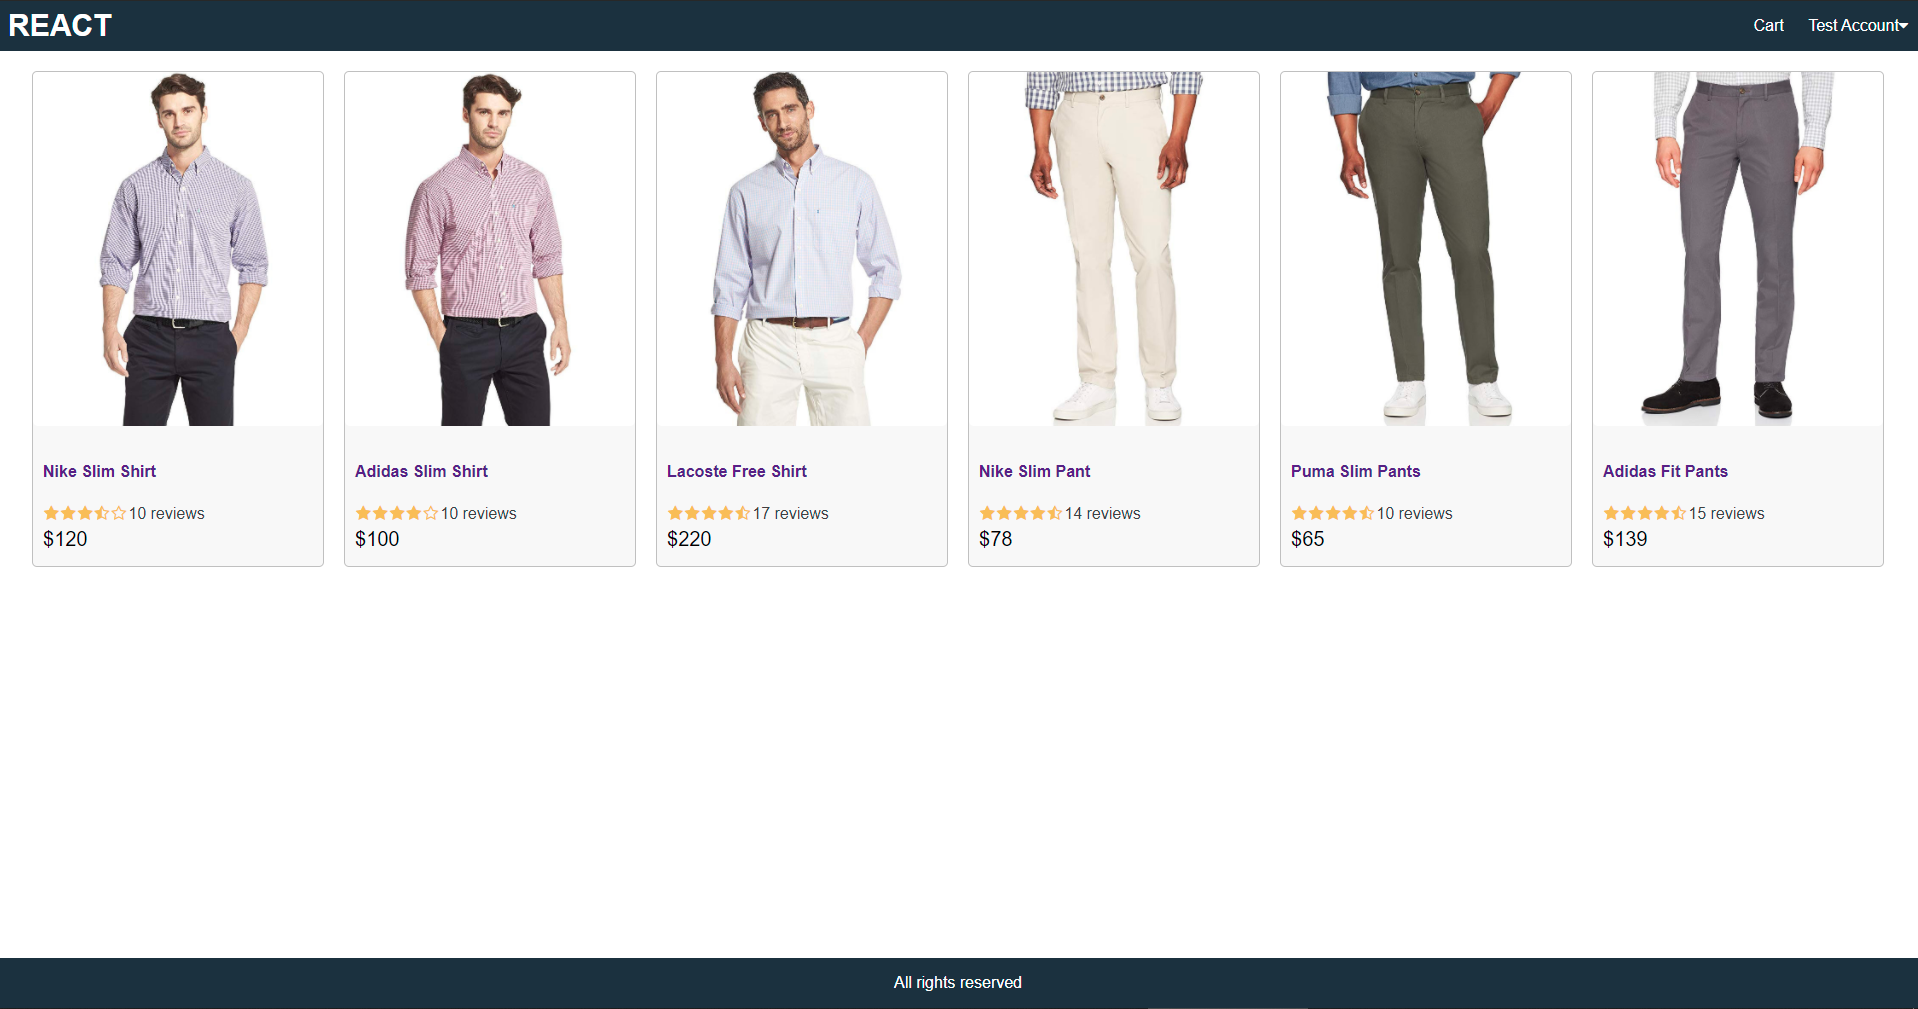 REACT
Cart
Test Account
Nike Slim Shirt
10 reviews
$120
Adidas Slim Shirt
10 reviews
$100
Lacoste Free Shirt
17 reviews
$220
Nike Slim Pant
14 reviews
$78
Puma Slim Pants
10 reviews
$65
Adidas Fit Pants
15 reviews
$139
All rights reserved